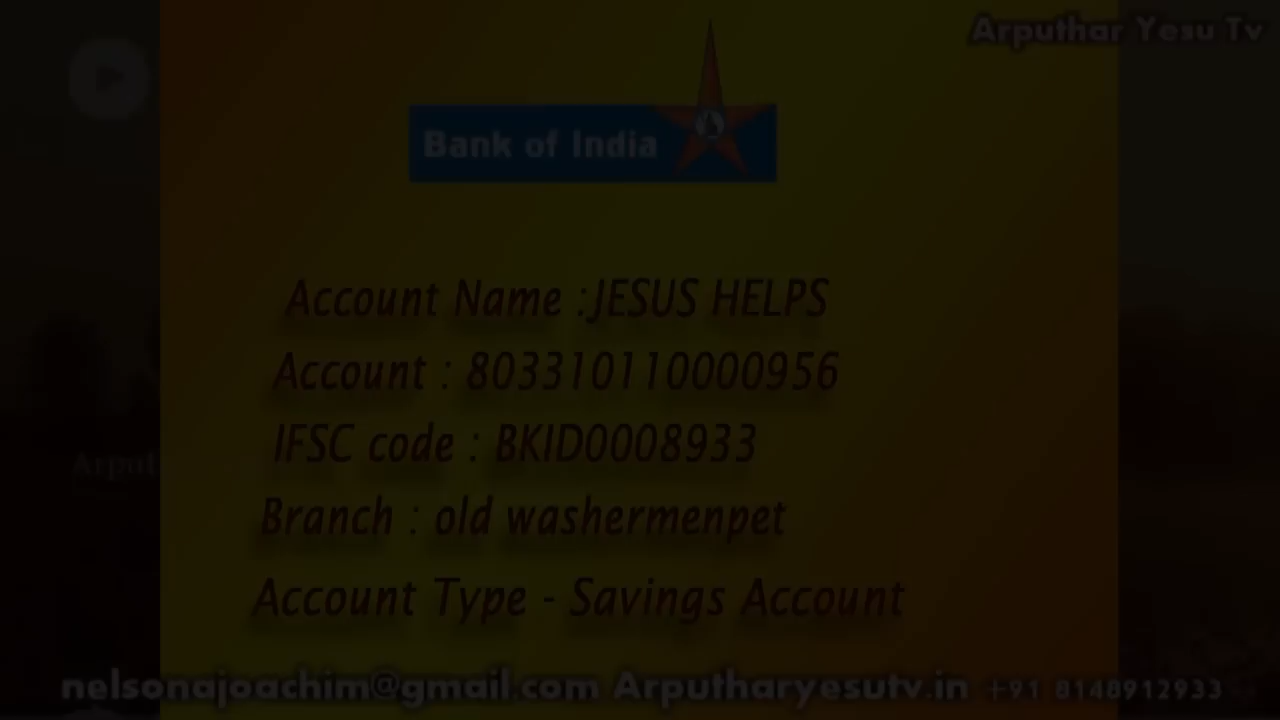 Arputhar Yesu Tv
Bank of India
Account Name :JESUS HELPS
Account : 803310110000956
IFSC code : BKID0008933
Arput
Branch : old washermenpet
Account Type - Savings Account
nelsonajoachim@gmail.com Arputharyesutv.in +91 8148912933